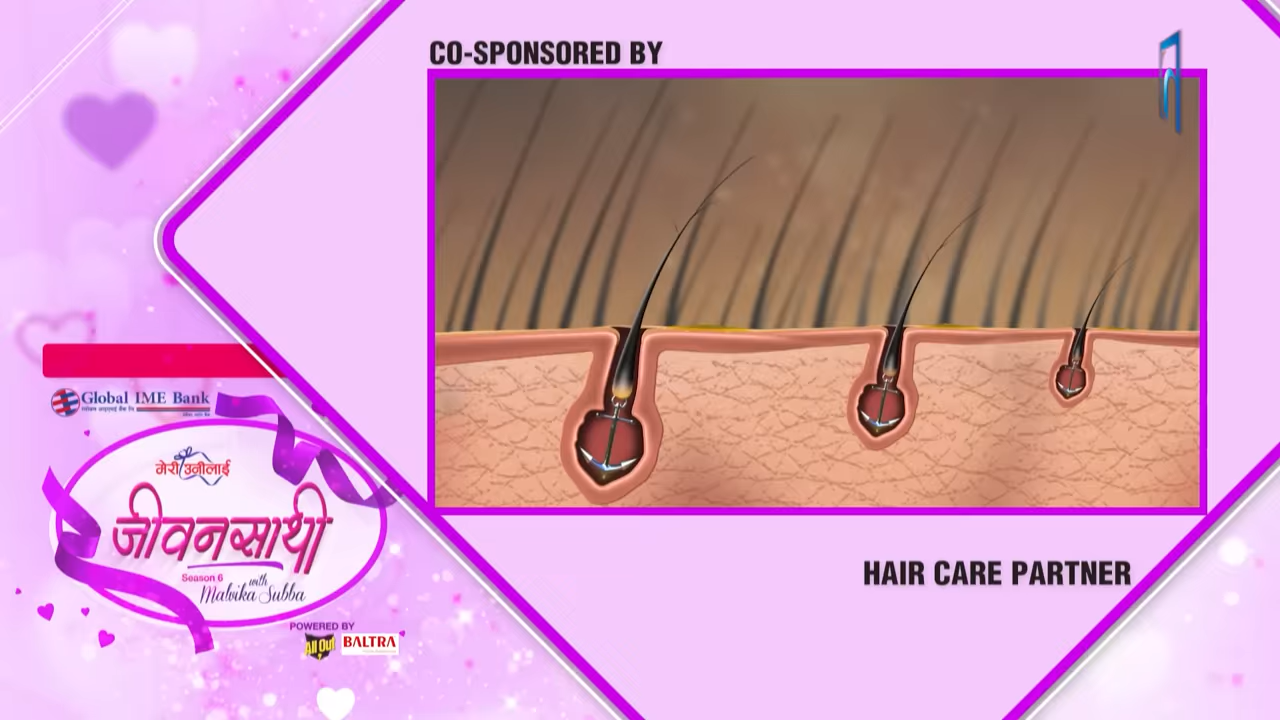 CO-SPONSORED BY
Global IME Bank
मेरी उनीलाई
जीवनसाथी
Season 6
with
Malvika Subba
POWERED BY
All Out
BALTRA
HAIR CARE PARTNER